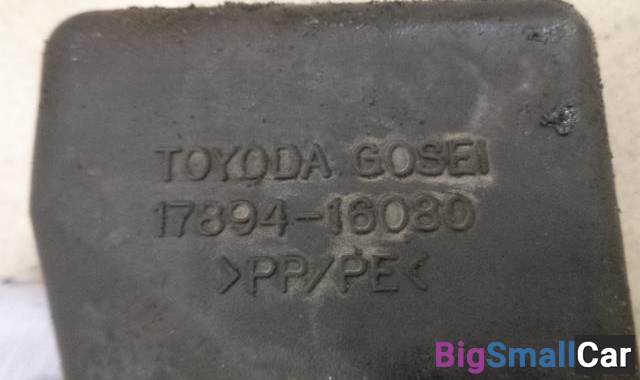 TOYODA GOSEI
17894-16080
>PP/PE<
BigSmallCar